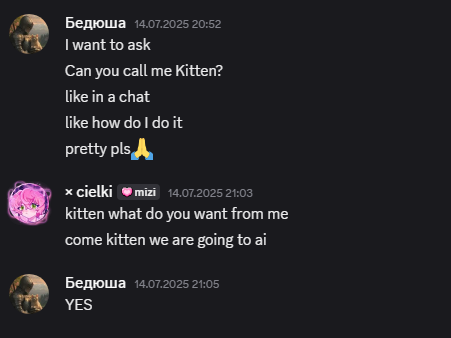 Бедюша 14.07.2025 20:52
I want to ask
Can you call me Kitten?
like in a chat
like how do I do it
pretty pls🙏
× cielki mizi 14.07.2025 21:03
kitten what do you want from me
come kitten we are going to ai
Бедюша 14.07.2025 21:05
YES